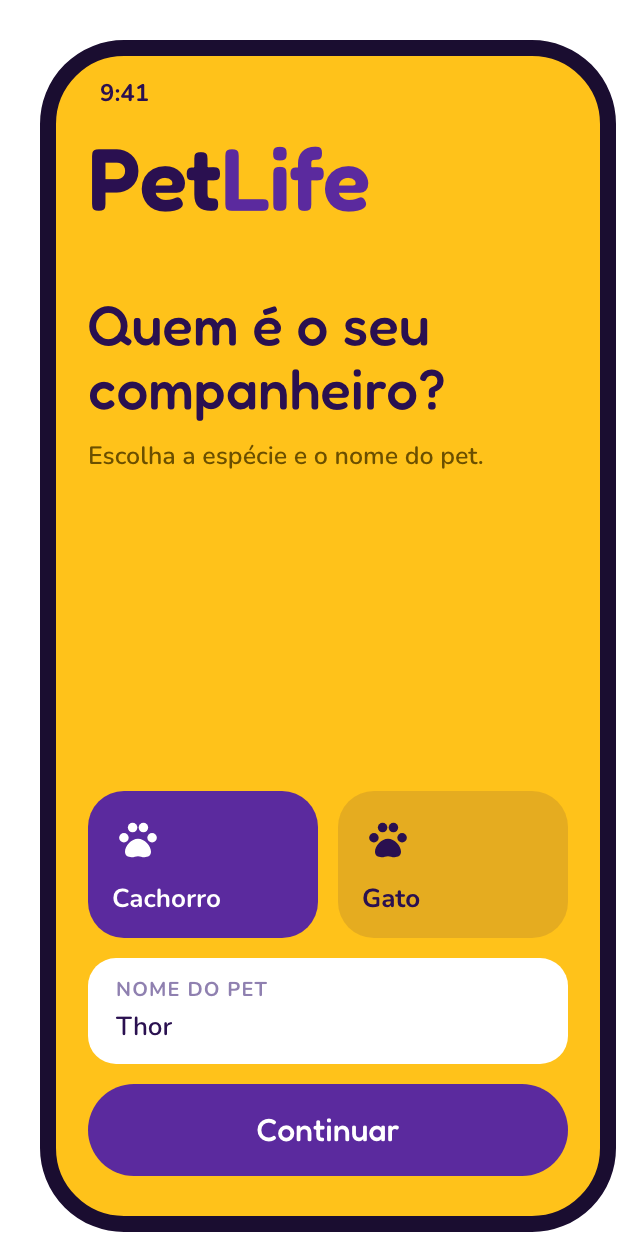 9:41
PetLife
Quem é o seu
companheiro?
Escolha a espécie e o nome do pet.
Cachorro
Gato
NOME DO PET
Thor
Continuar